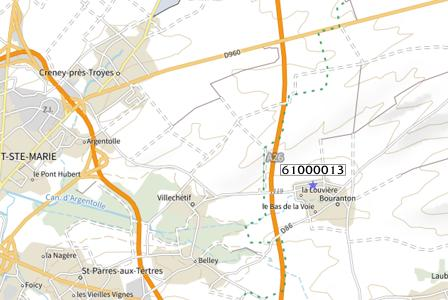 D960
Creney-près-Troyes
Z.I.
Argentolle
T-STE-MARIE
le Pont Hubert
A26
61000013
Can. d'Argentolle
Villechétif
la Louvière
le Bas de la Voie
Bouranton
D86
la Nagère
Belley
St-Parres-aux-Tertres
Laub
Foicy
les Vieilles Vignes